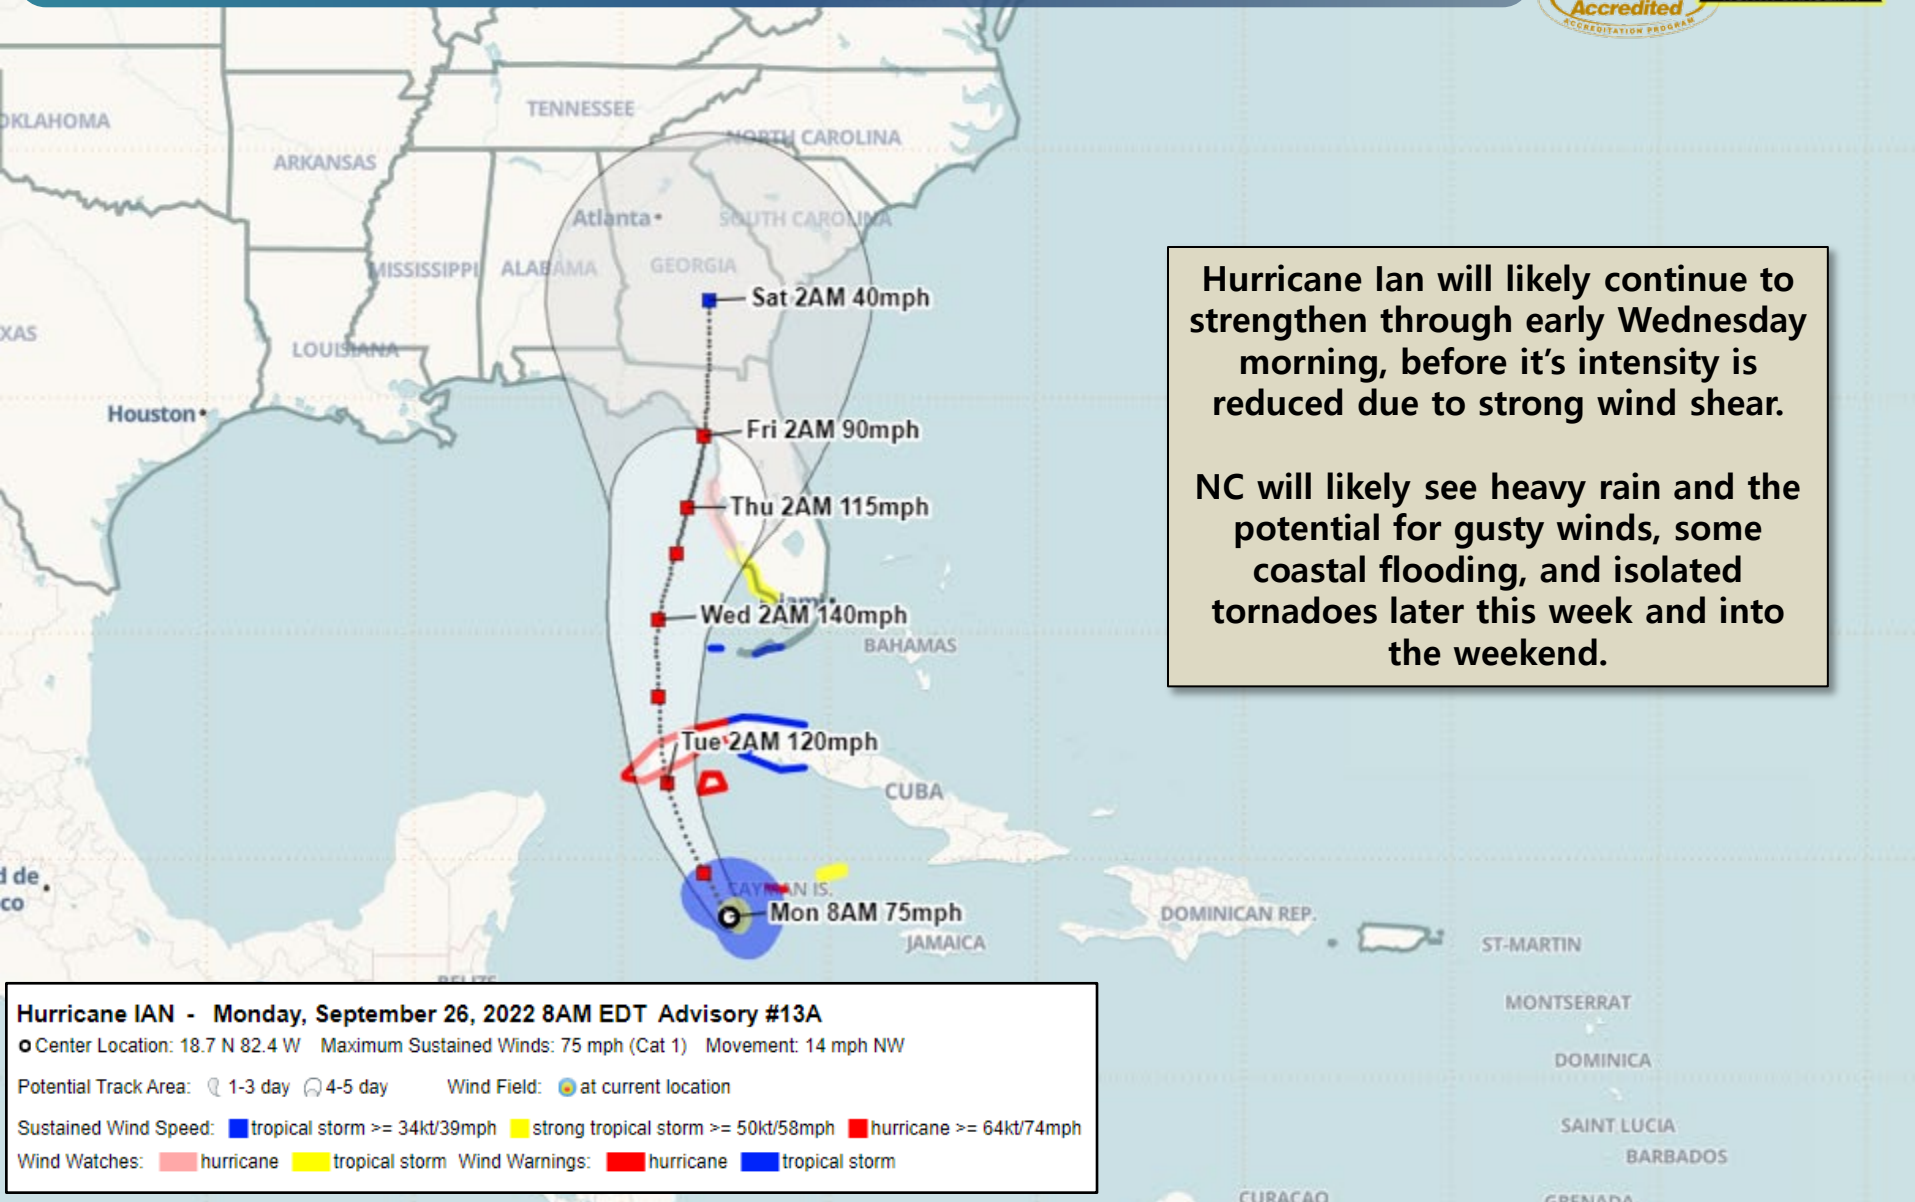 Accredited
ACCREDITATION PROGRAM
OKLAHOMA
TENNESSEE
NORTH CAROLINA
ARKANSAS
Atlanta
SOUTH CAROLINA
MISSISSIPPI
ALABAMA
GEORGIA
Sat 2AM 40mph
XAS
LOUISIANA
Houston
Fri 2AM 90mph
Thu 2AM 115mph
Wed 2AM 140mph
BAHAMAS
Tue 2AM 120mph
CUBA
d de
co
CAYMAN IS.
Mon 8AM 75mph
JAMAICA
DOMINICAN REP.
ST-MARTIN
BELIZE
MONTSERRAT
DOMINICA
SAINT LUCIA
BARBADOS
CURACAO
GRENADA
Hurricane Ian will likely continue to
strengthen through early Wednesday
morning, before it’s intensity is
reduced due to strong wind shear.
NC will likely see heavy rain and the
potential for gusty winds, some
coastal flooding, and isolated
tornadoes later this week and into
the weekend.
Hurricane IAN - Monday, September 26, 2022 8AM EDT Advisory #13A
Center Location: 18.7 N 82.4 W Maximum Sustained Winds: 75 mph (Cat 1) Movement: 14 mph NW
Potential Track Area: 1-3 day 4-5 day Wind Field: at current location
Sustained Wind Speed: tropical storm >= 34kt/39mph strong tropical storm >= 50kt/58mph hurricane >= 64kt/74mph
Wind Watches: hurricane tropical storm Wind Warnings: hurricane tropical storm